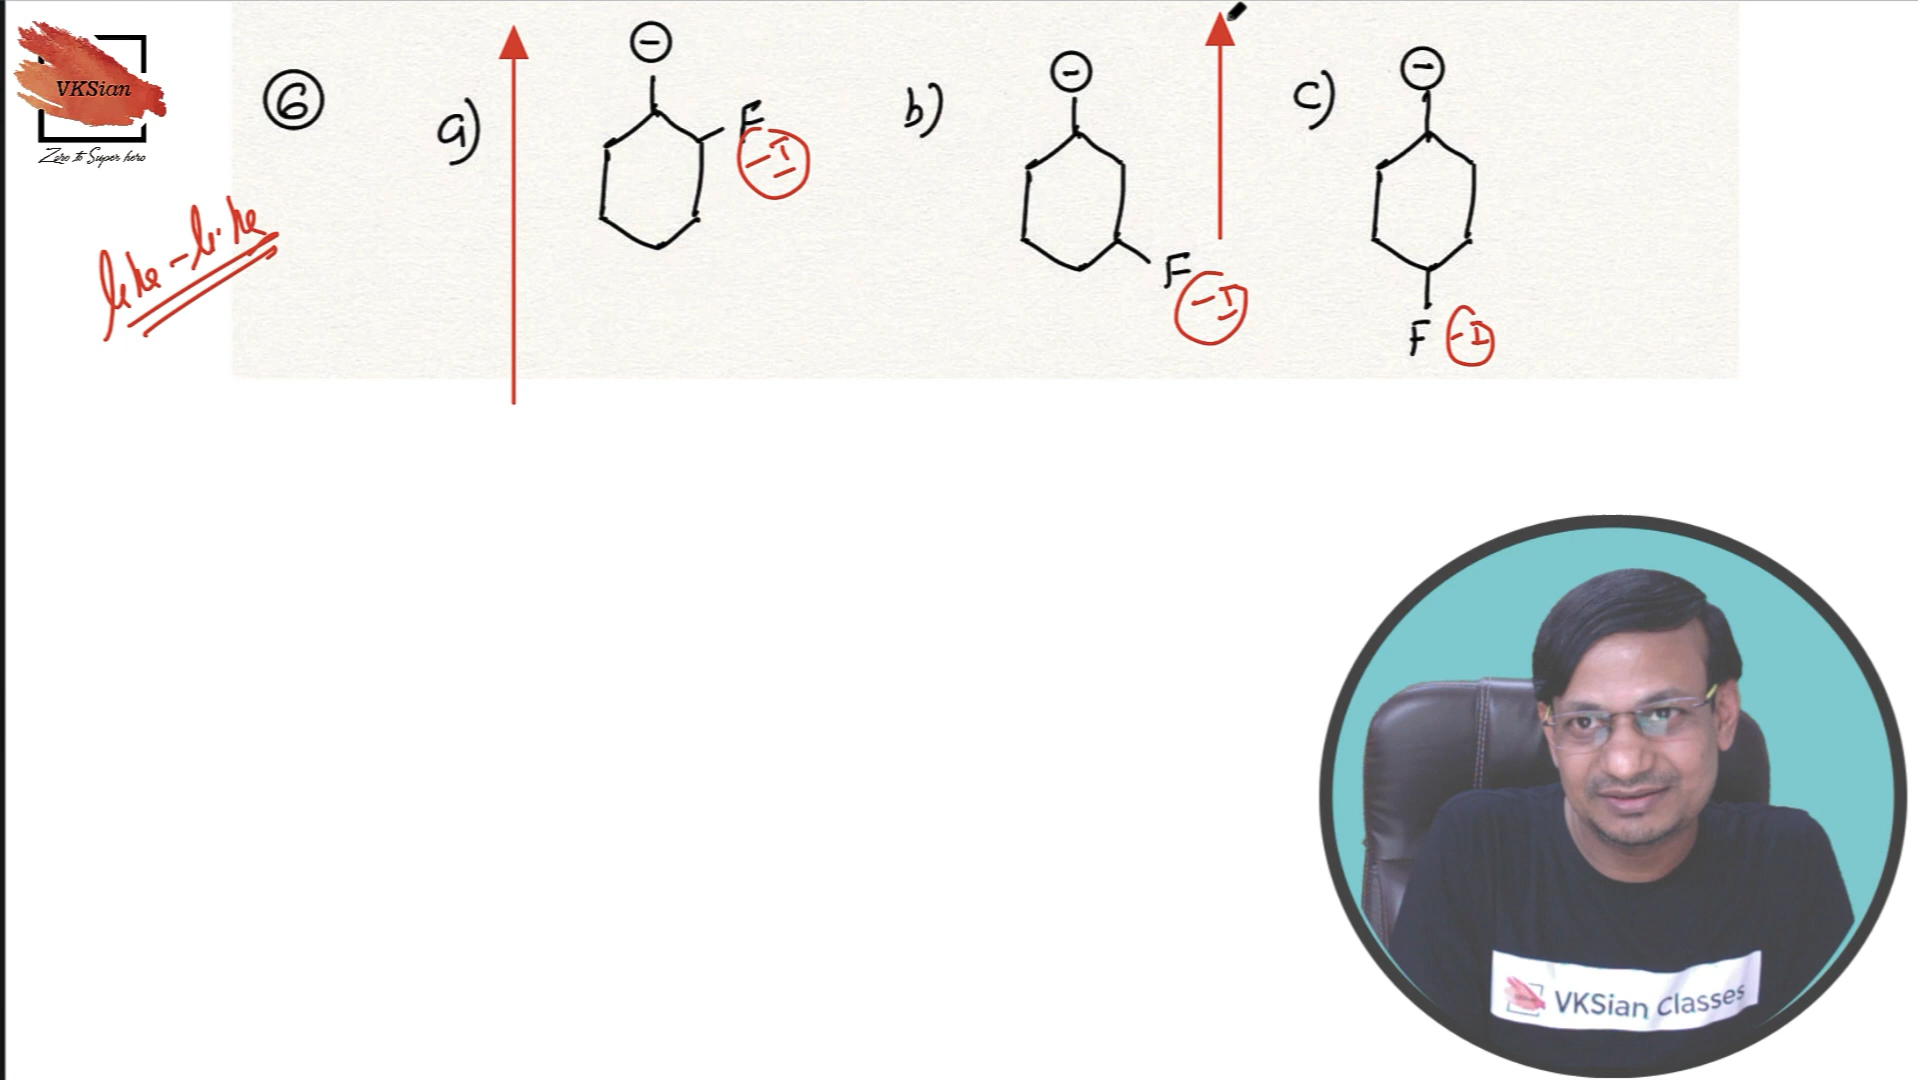 VKSian
Zero to Super hero
6
a)
⊖
F
-I
b)
⊖
F
-I
c)
⊖
F
-I
like-like
VKSian Classes